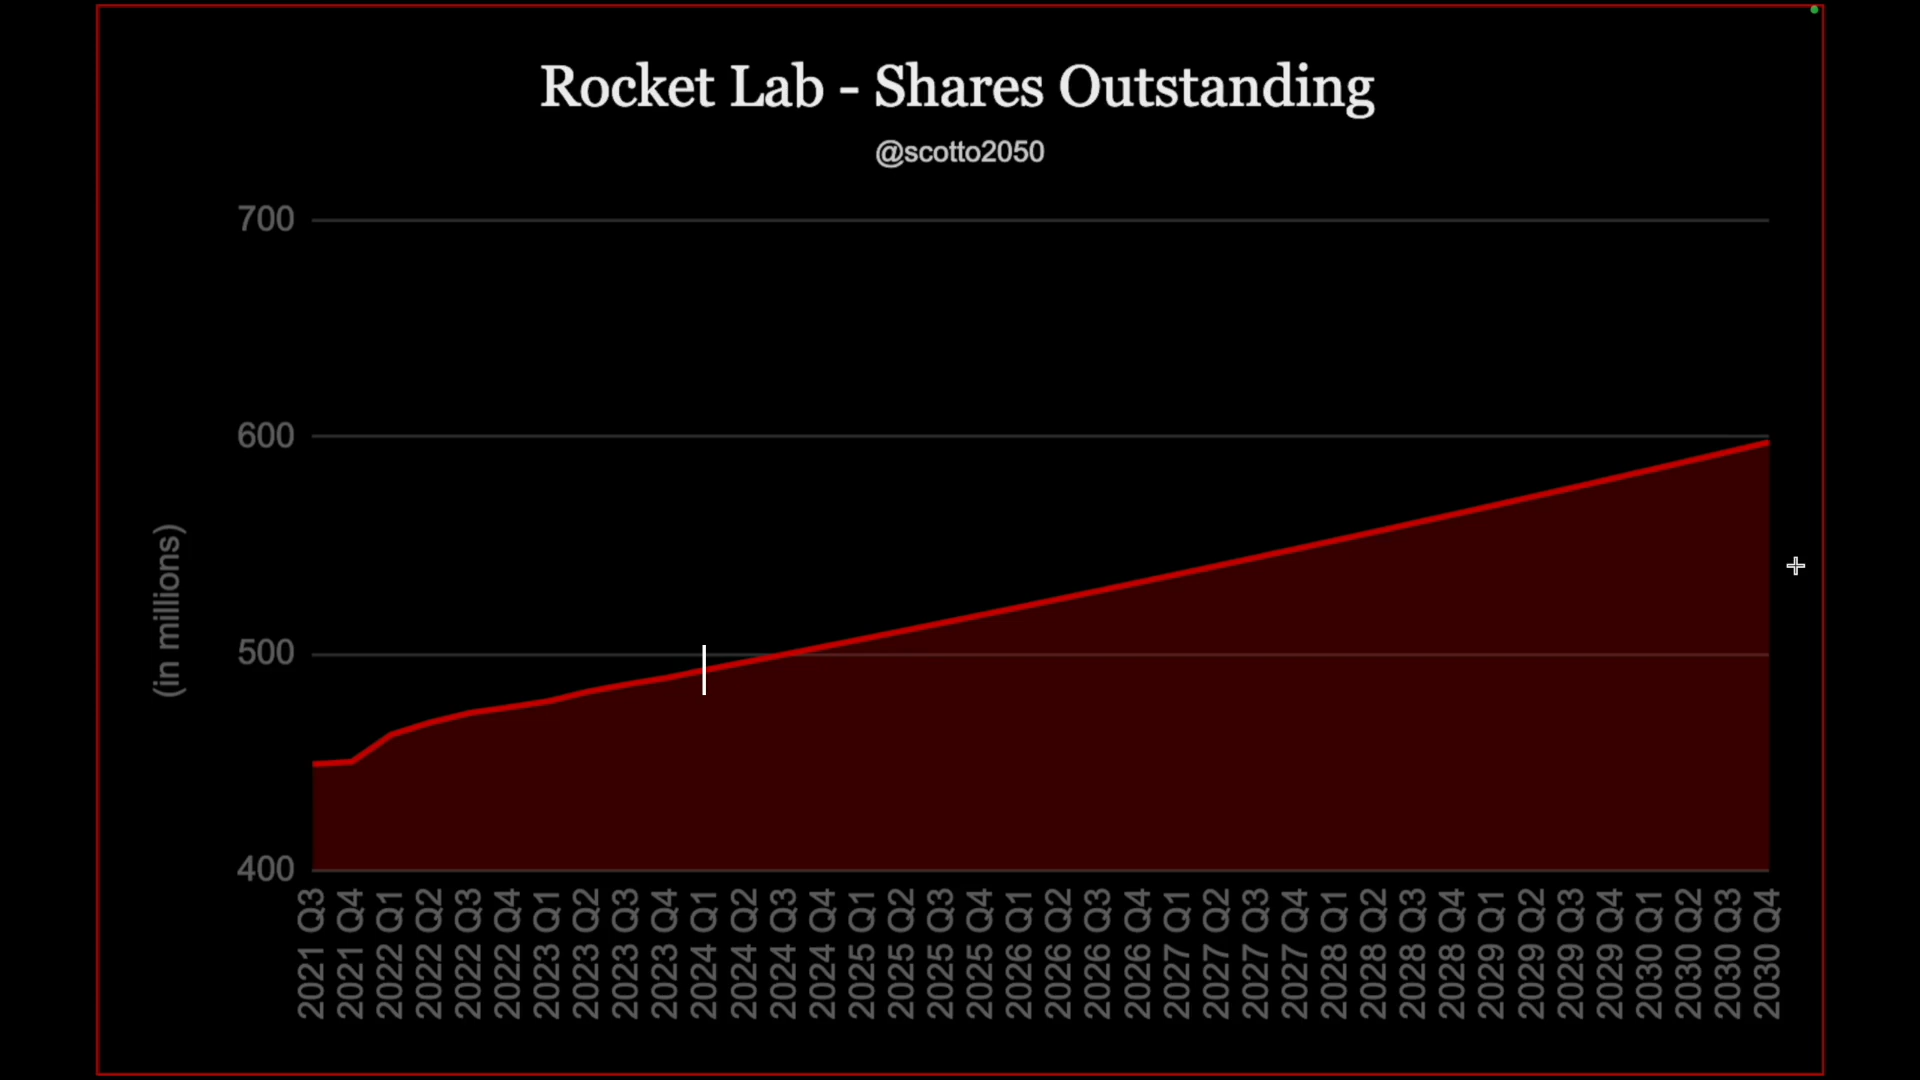 Rocket Lab - Shares Outstanding
@scotto2050
700
600
500
400
(in millions)
2021 Q3
2021 Q4
2022 Q1
2022 Q2
2022 Q3
2022 Q4
2023 Q1
2023 Q2
2023 Q3
2023 Q4
2024 Q1
2024 Q2
2024 Q3
2024 Q4
2025 Q1
2025 Q2
2025 Q3
2025 Q4
2026 Q1
2026 Q2
2026 Q3
2026 Q4
2027 Q1
2027 Q2
2027 Q3
2027 Q4
2028 Q1
2028 Q2
2028 Q3
2028 Q4
2029 Q1
2029 Q2
2029 Q3
2029 Q4
2030 Q1
2030 Q2
2030 Q3
2030 Q4